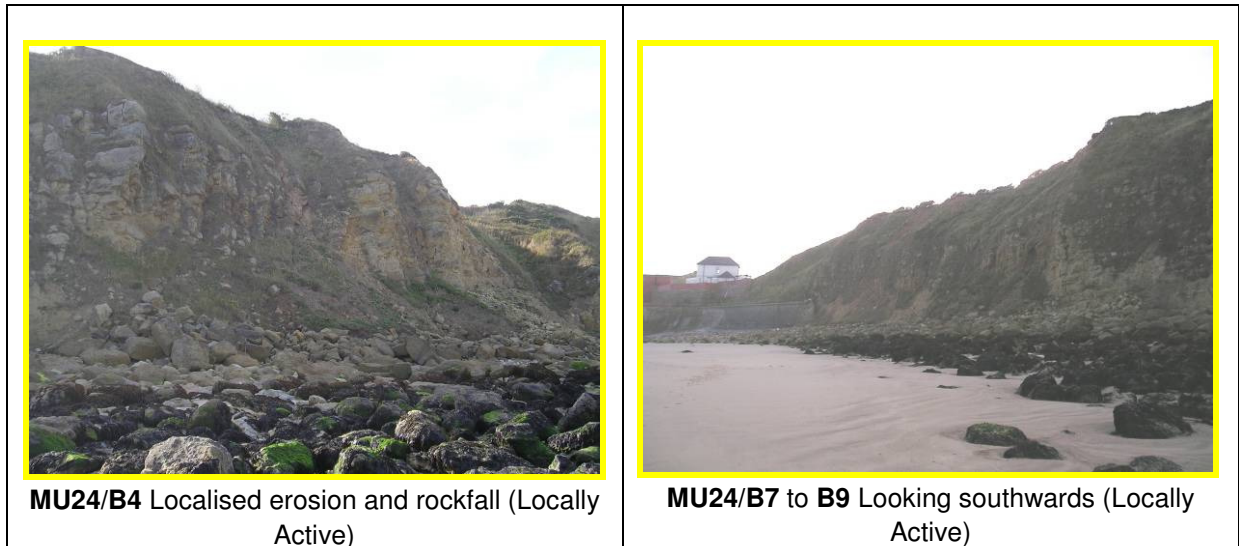 MU24/B4 Localised erosion and rockfall (Locally
Active)
MU24/B7 to B9 Looking southwards (Locally
Active)